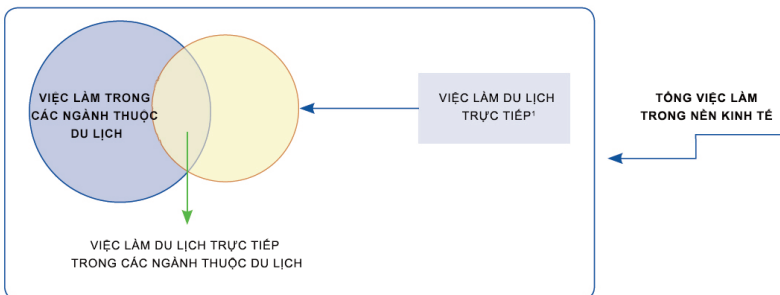 VIỆC LÀM TRONG
CÁC NGÀNH THUỘC
DU LỊCH
VIỆC LÀM DU LỊCH
TRỰC TIẾP¹
TỔNG VIỆC LÀM
TRONG NỀN KINH TẾ
VIỆC LÀM DU LỊCH TRỰC TIẾP
TRONG CÁC NGÀNH THUỘC DU LỊCH